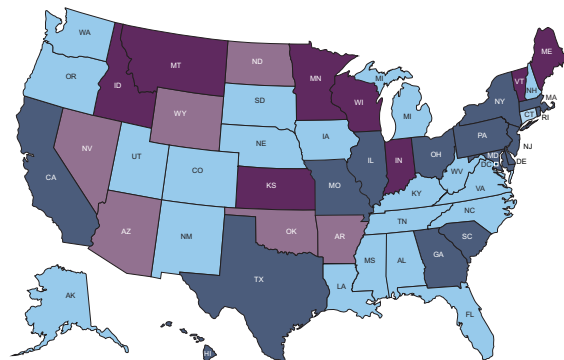 WA
ME
MT
ND
VT
MN
OR
NH
ID
MI
WI
SD
NY
MA
WY
MI
CT
RI
IA
PA
NE
NJ
NV
OH
MD
IL
IN
DE
UT
DC
WV
CO
CA
VA
KS
MO
KY
NC
TN
OK
AZ
AR
SC
NM
MS
AL
GA
TX
LA
AK
FL
HI